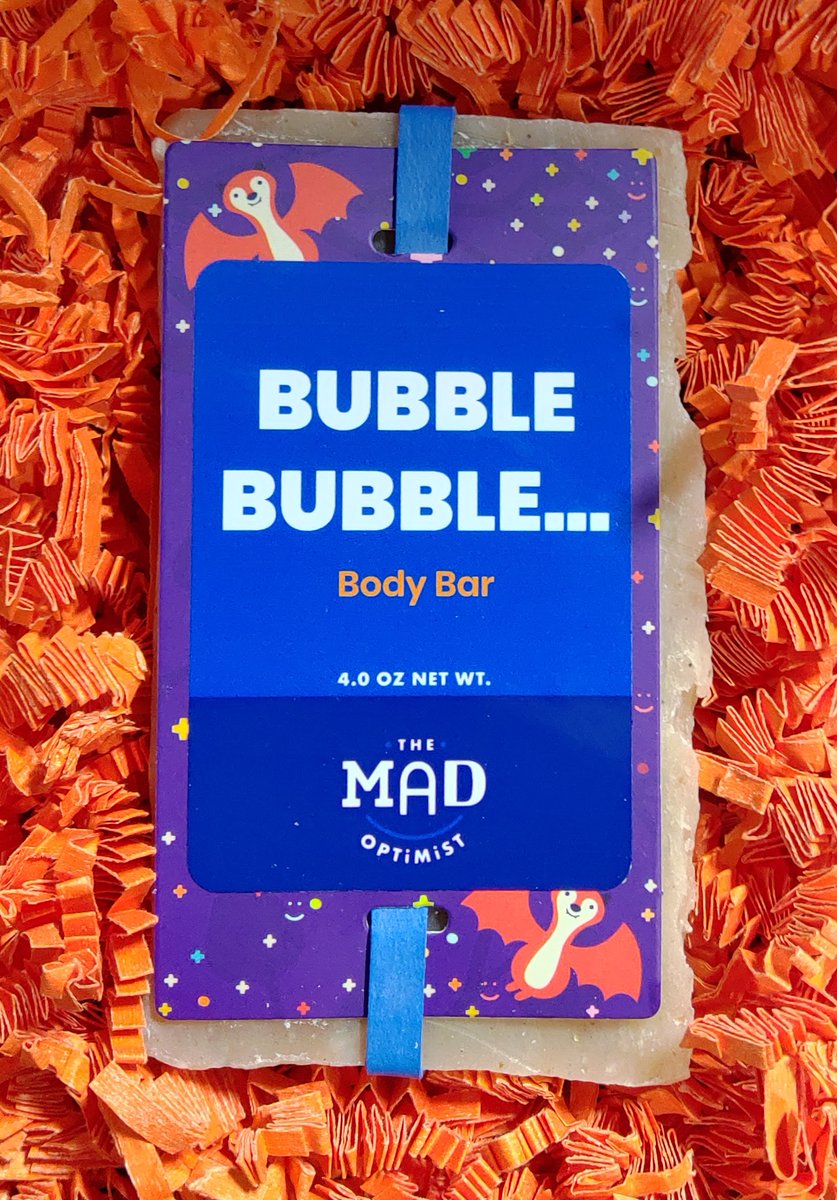 BUBBLE
BUBBLE...
Body Bar
4.0 OZ NET WT.
THE
MAD
OPTiMiST